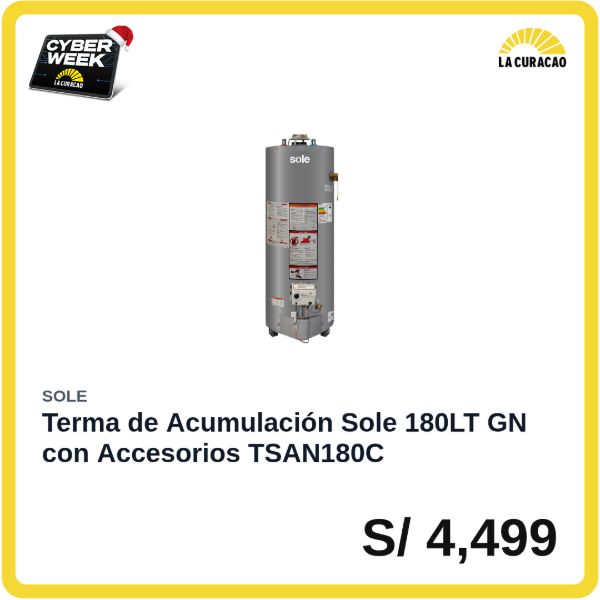 CYBER
WEEK
LA CURACAO
LA CURACAO
sole
SOLE
Terma de Acumulación Sole 180LT GN
con Accesorios TSAN180C
S/ 4,499